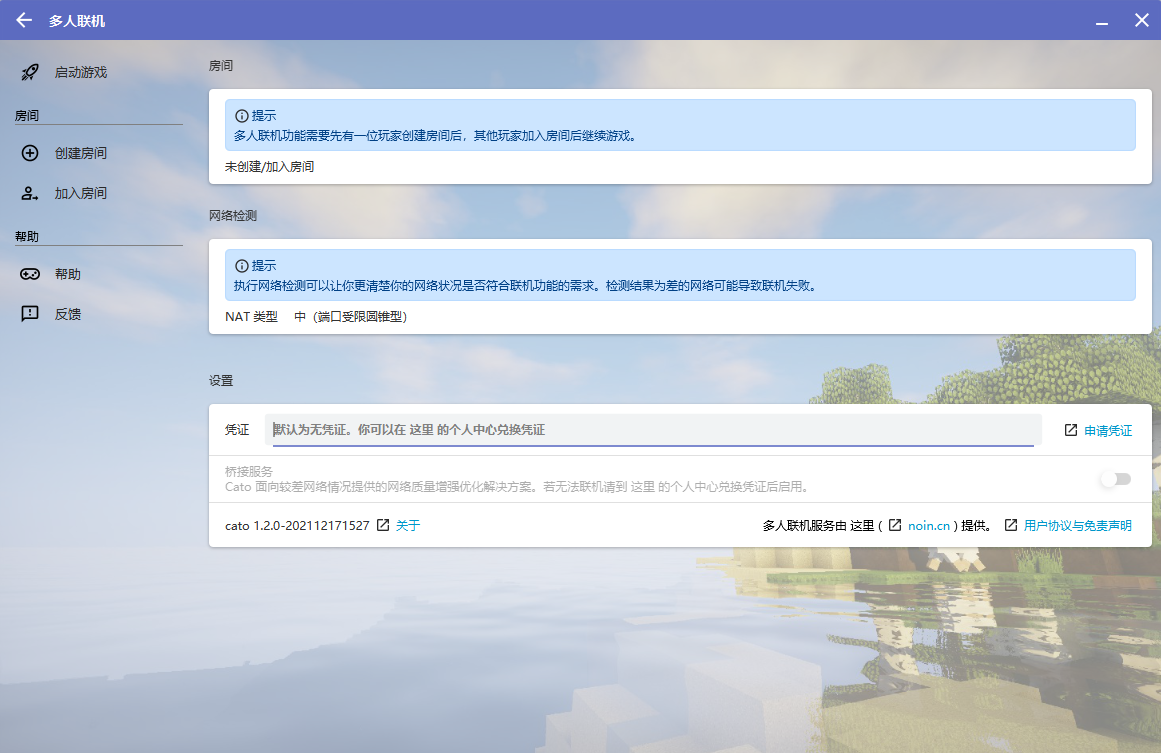 多人联机
启动游戏
房间
创建房间
加入房间
帮助
帮助
反馈
房间
提示
多人联机功能需要先有一位玩家创建房间后，其他玩家加入房间后继续游戏。
未创建/加入房间
网络检测
提示
执行网络检测可以让你更清楚你的网络状况是否符合联机功能的需求。检测结果为差的网络可能导致联机失败。
NAT 类型 中（端口受限圆锥型）
设置
凭证 默认为无凭证。你可以在 这里 的个人中心兑换凭证 申请凭证
桥接服务
Cato 面向较差网络情况提供的网络质量增强优化解决方案。若无法联机请到 这里 的个人中心兑换凭证后启用。
cato 1.2.0-202112171527 关于 多人联机服务由 这里 ( noin.cn ) 提供。 用户协议与免责声明